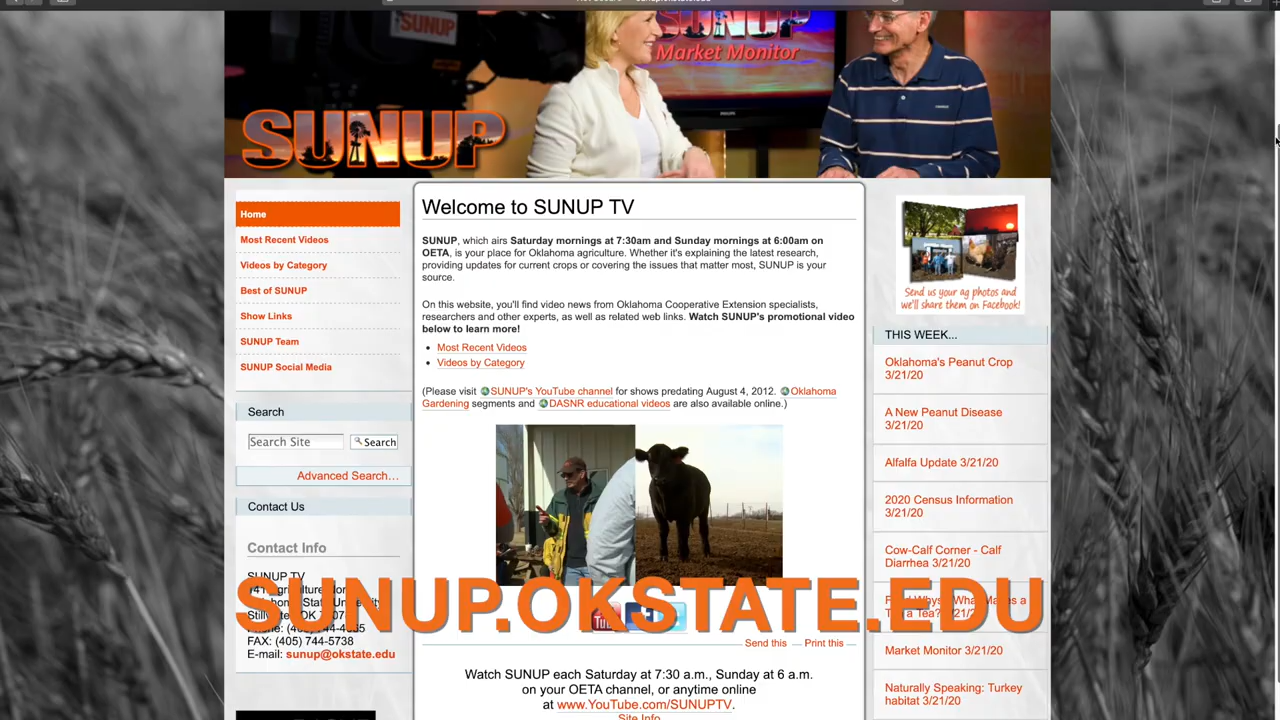 SUNUP
Market Monitor
SUNUP
Home
Most Recent Videos
Videos by Category
Best of SUNUP
Show Links
SUNUP Team
SUNUP Social Media
Search
Search Site
Search
Advanced Search…
Contact Us
Contact Info
SUNUP TV
FAX: (405) 744-5738
E-mail: sunup@okstate.edu
Welcome to SUNUP TV
SUNUP, which airs Saturday mornings at 7:30am and Sunday mornings at 6:00am on
OETA, is your place for Oklahoma agriculture. Whether it's explaining the latest research,
providing updates for current crops or covering the issues that matter most, SUNUP is your
source.
On this website, you'll find video news from Oklahoma Cooperative Extension specialists,
researchers and other experts, as well as related web links. Watch SUNUP's promotional video
below to learn more!
Most Recent Videos
Videos by Category
(Please visit SUNUP's YouTube channel for shows predating August 4, 2012. Oklahoma
Gardening segments and DASNR educational videos are also available online.)
SUNUP.OKSTATE.EDU
Send this — Print this —
Watch SUNUP each Saturday at 7:30 a.m., Sunday at 6 a.m.
on your OETA channel, or anytime online
at www.YouTube.com/SUNUPTV.
Site Info
Send us your ag photos and
we'll share them on Facebook!
THIS WEEK...
Oklahoma's Peanut Crop
3/21/20
A New Peanut Disease
3/21/20
Alfalfa Update 3/21/20
2020 Census Information
3/21/20
Cow-Calf Corner - Calf
Diarrhea 3/21/20
Market Monitor 3/21/20
Naturally Speaking: Turkey
habitat 3/21/20